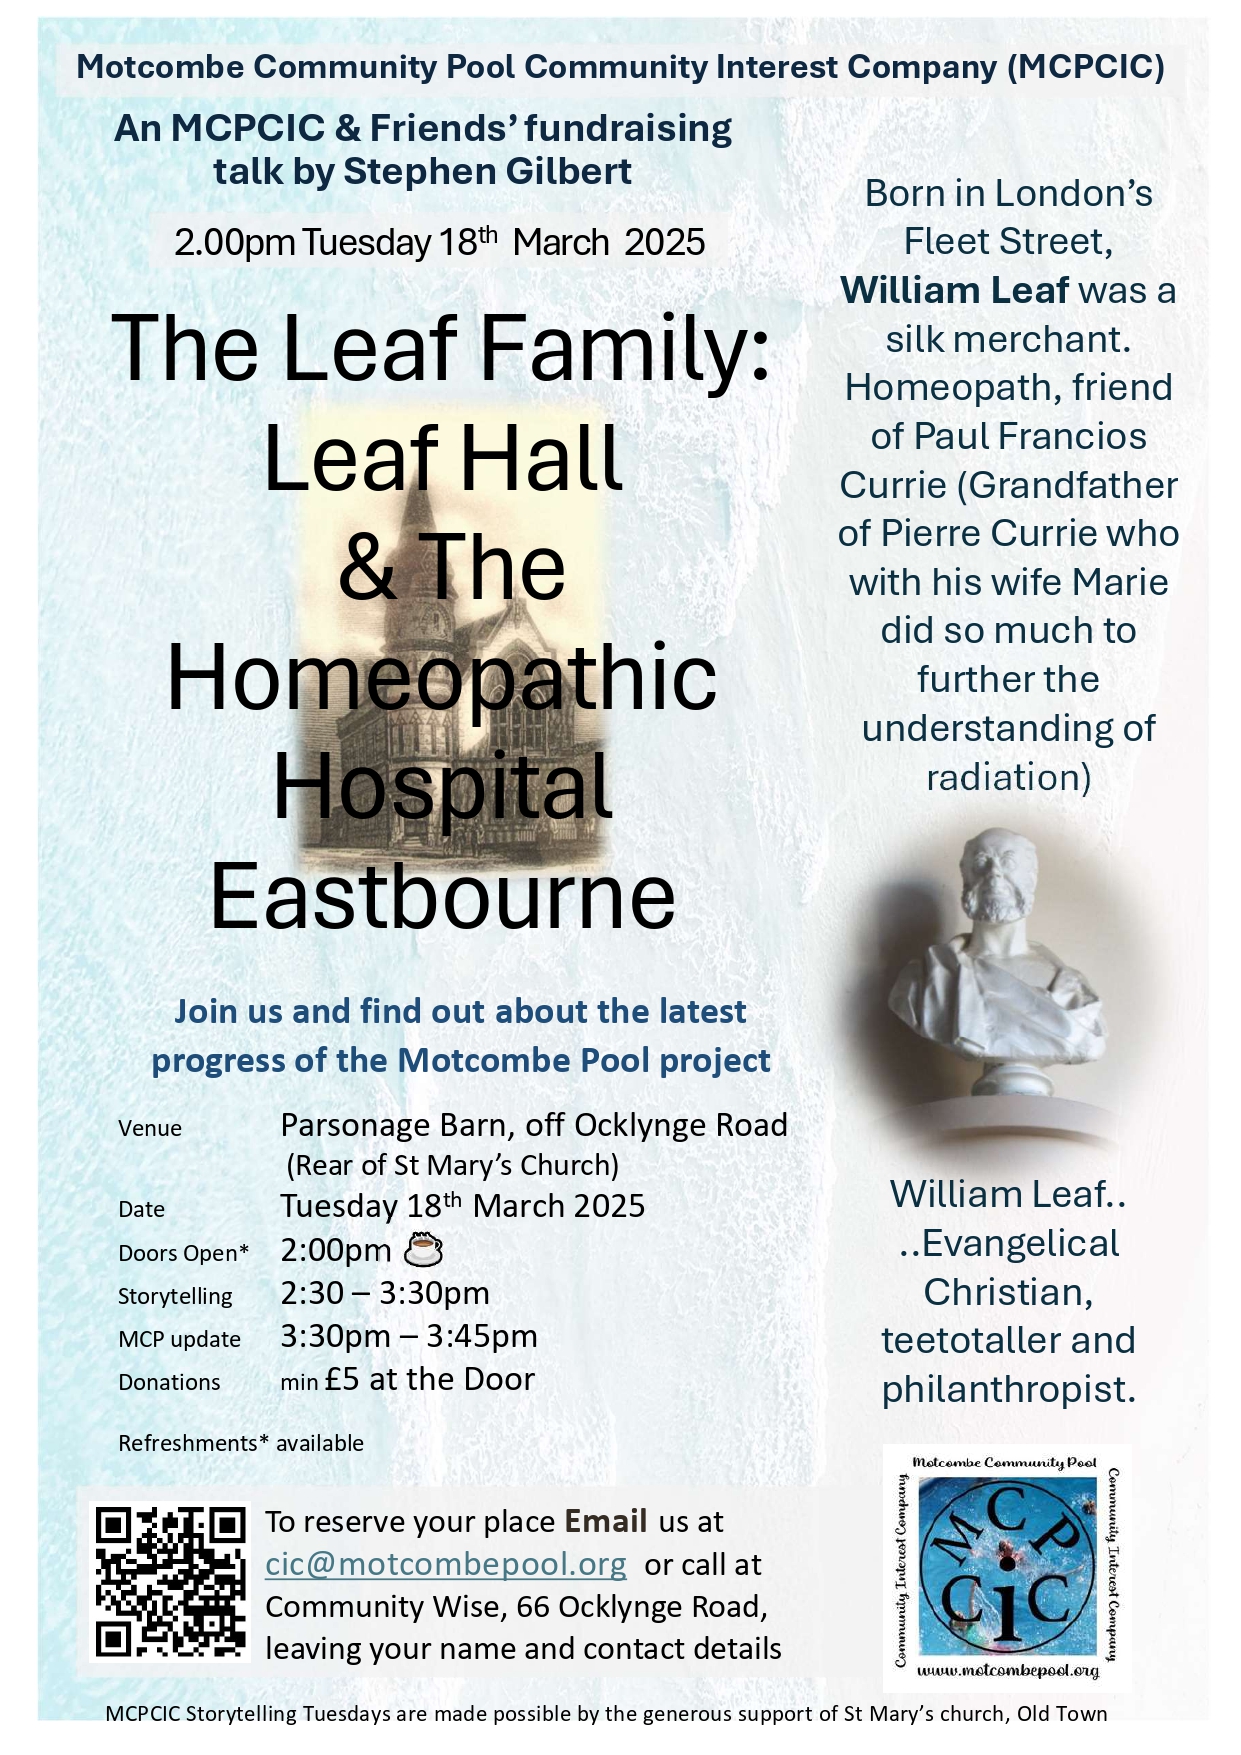 Motcombe Community Pool Community Interest Company (MCPCIC)
An MCPCIC & Friends’ fundraising
talk by Stephen Gilbert
2.00pm Tuesday 18th March 2025
The Leaf Family:
Leaf Hall
& The
Homeopathic
Hospital
Eastbourne
Born in London’s
Fleet Street,
William Leaf was a
silk merchant.
Homeopath, friend
of Paul Francios
Currie (Grandfather
of Pierre Currie who
with his wife Marie
did so much to
further the
understanding of
radiation)
William Leaf..
..Evangelical
Christian,
teetotaller and
philanthropist.
Join us and find out about the latest
progress of the Motcombe Pool project
Venue Parsonage Barn, off Ocklynge Road
(Rear of St Mary’s Church)
Date Tuesday 18th March 2025
Doors Open* 2:00pm
Storytelling 2:30 – 3:30pm
MCP update 3:30pm – 3:45pm
Donations min £5 at the Door
Refreshments* available
To reserve your place Email us at
cic@motcombepool.org or call at
Community Wise, 66 Ocklynge Road,
leaving your name and contact details
Motcombe Community Pool
Community Interest Company
MCP
CiC
Community Interest Company
www.motcombepool.org
MCPCIC Storytelling Tuesdays are made possible by the generous support of St Mary’s church, Old Town